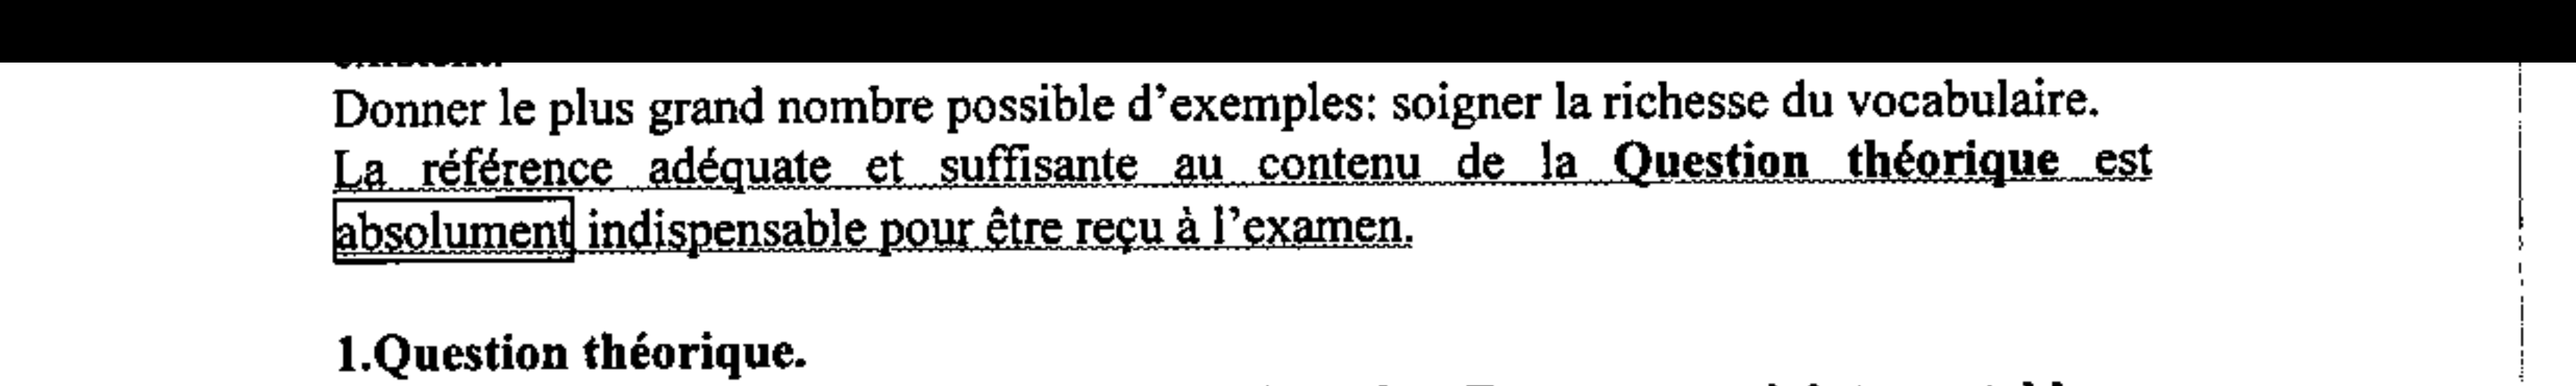 Donner le plus grand nombre possible d'exemples: soigner la richesse du vocabulaire.
La référence adéquate et suffisante au contenu de la Question théorique est
absolument indispensable pour être reçu à l'examen.
1.Question théorique.